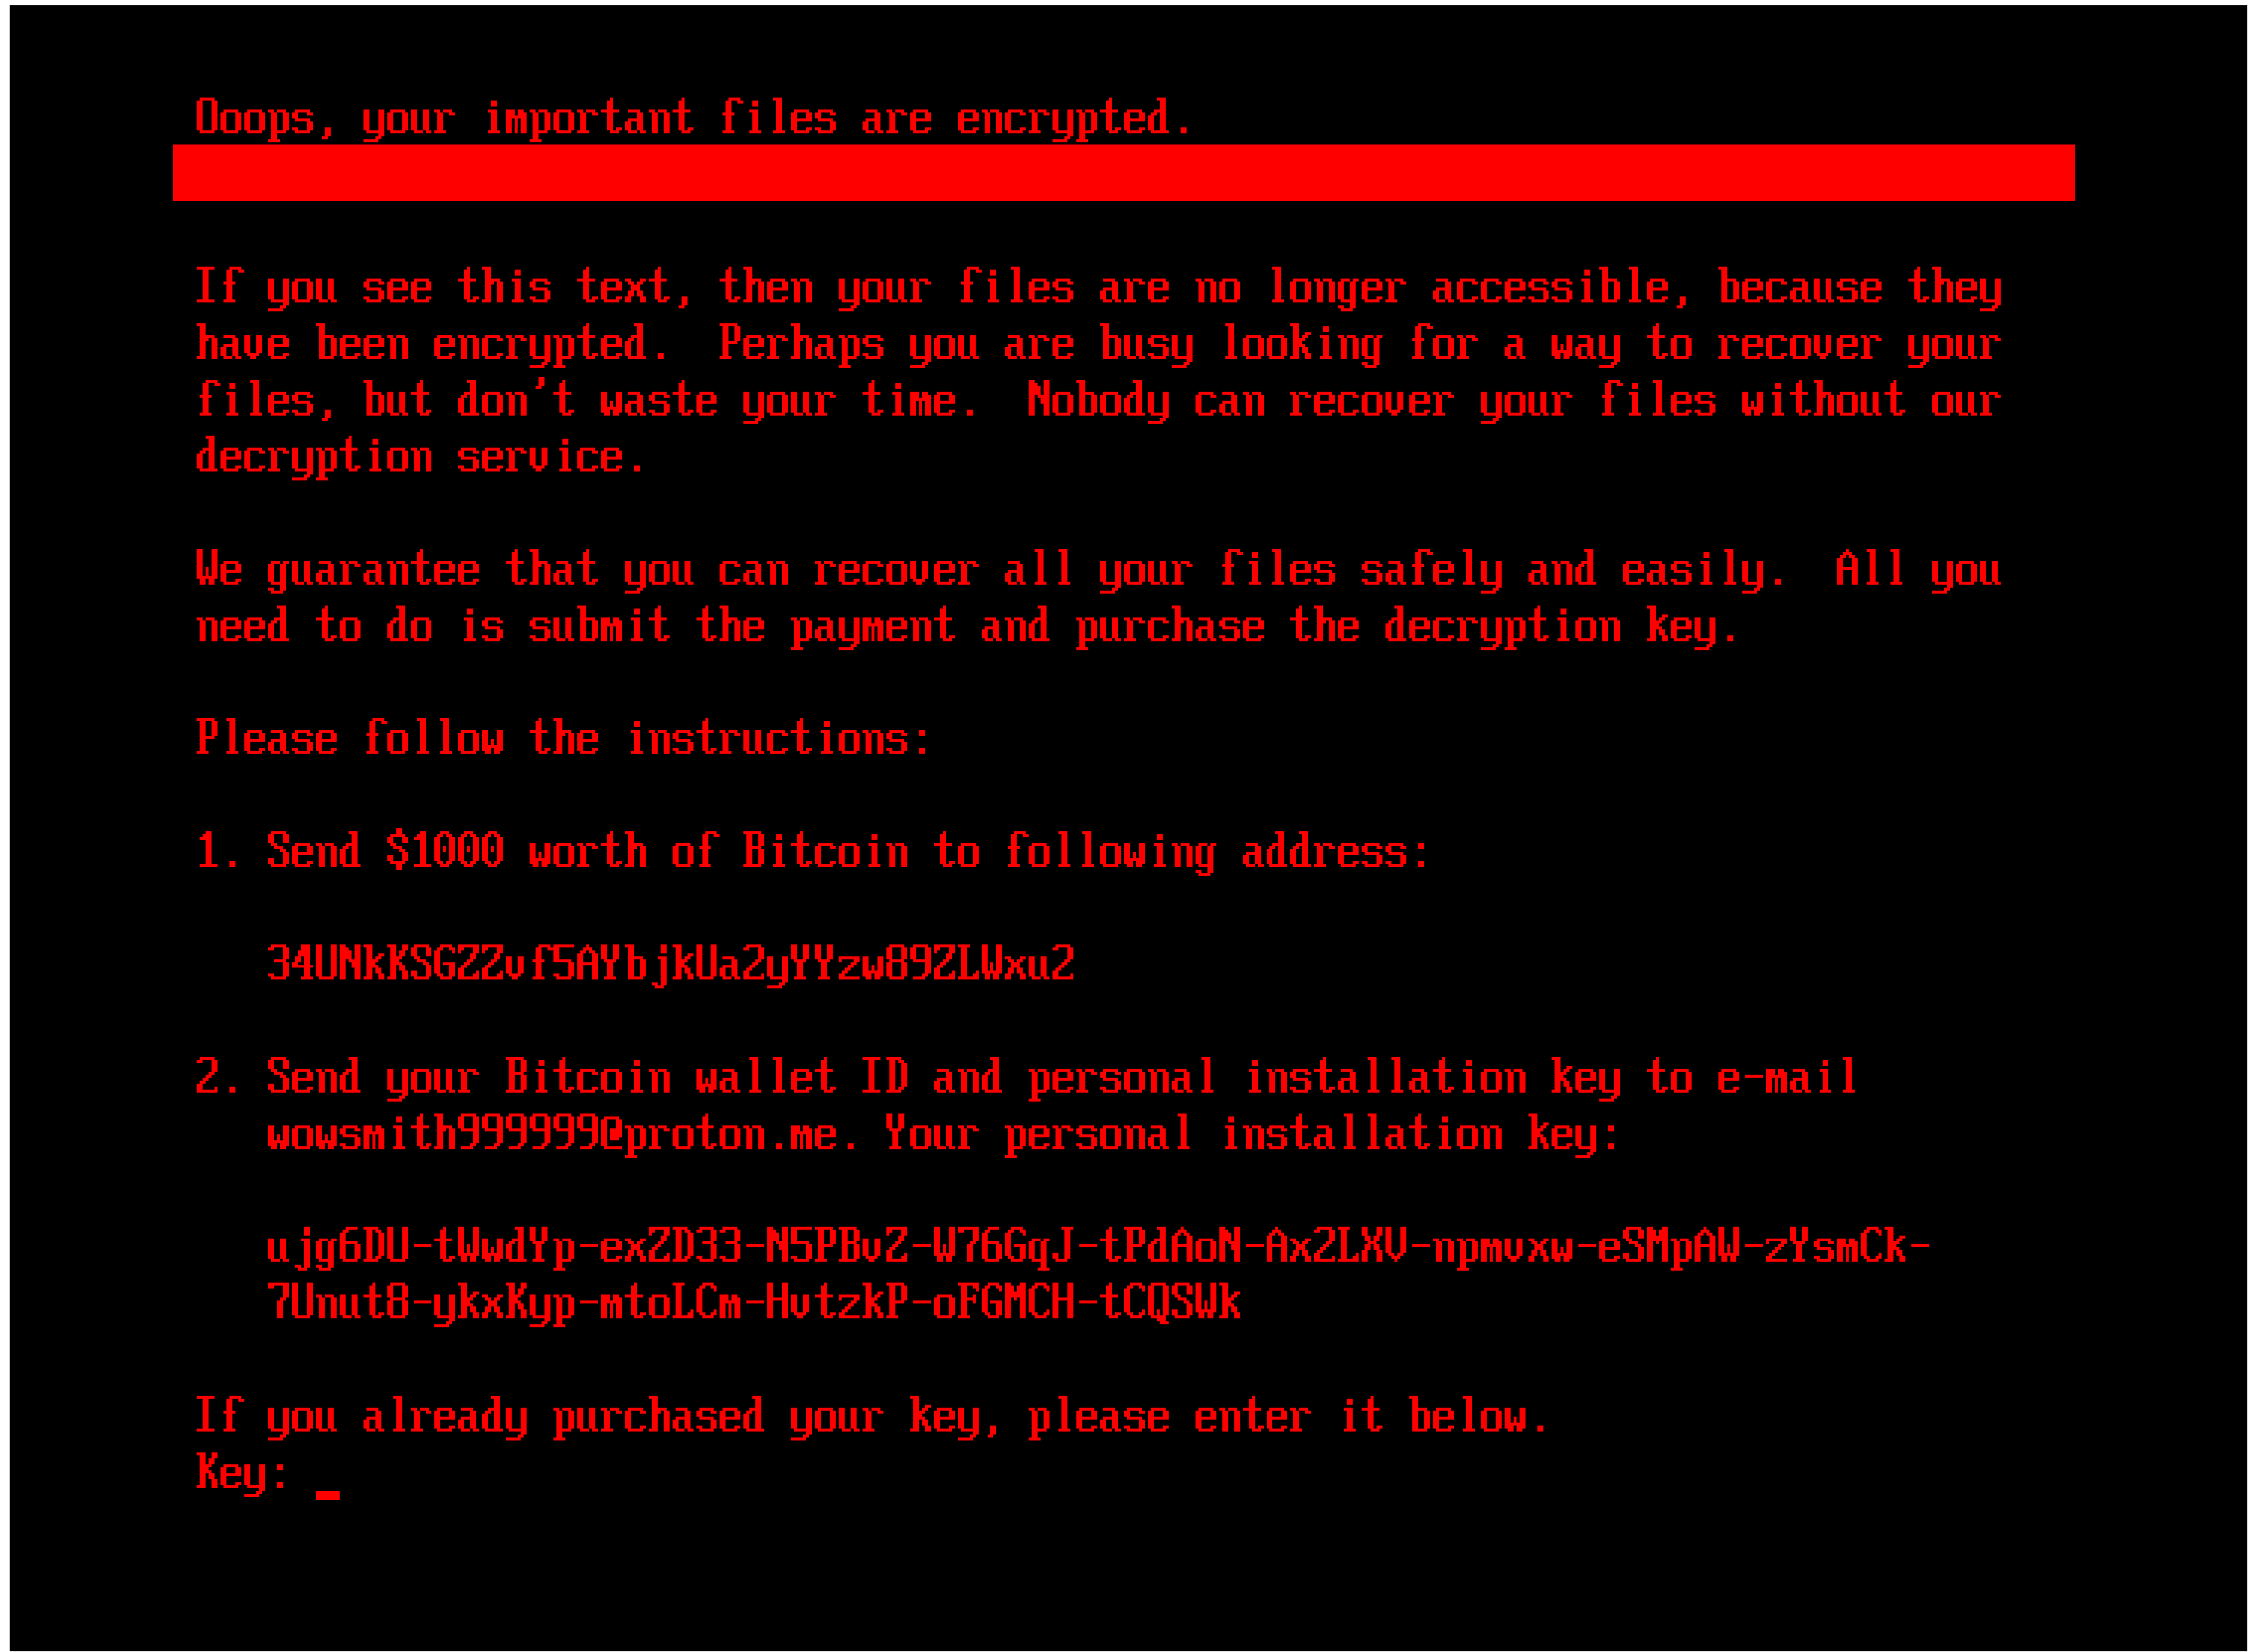 Ooops, your important files are encrypted.
If you see this text, then your files are no longer accessible, because they
have been encrypted.  Perhaps you are busy looking for a way to recover your
files, but don't waste your time.  Nobody can recover your files without our
decryption service.
We guarantee that you can recover all your files safely and easily.  All you
need to do is submit the payment and purchase the decryption key.
Please follow the instructions:
1. Send $1000 worth of Bitcoin to following address:
34UNkKSGZZvf5AYbjkUa2yYYzw89ZLWxu2
2. Send your Bitcoin wallet ID and personal installation key to e-mail
wowsmith999999@proton.me. Your personal installation key:
ujg6DU-tWwdYp-exZD33-N5PBvZ-W76GqJ-tPdAoN-Ax2LXV-npmvxw-eSMpAW-zYsmCk-
7Unut8-ykxKyp-mtoLCm-HvtzkP-oFGMCH-tCQSWk
If you already purchased your key, please enter it below.
Key: _